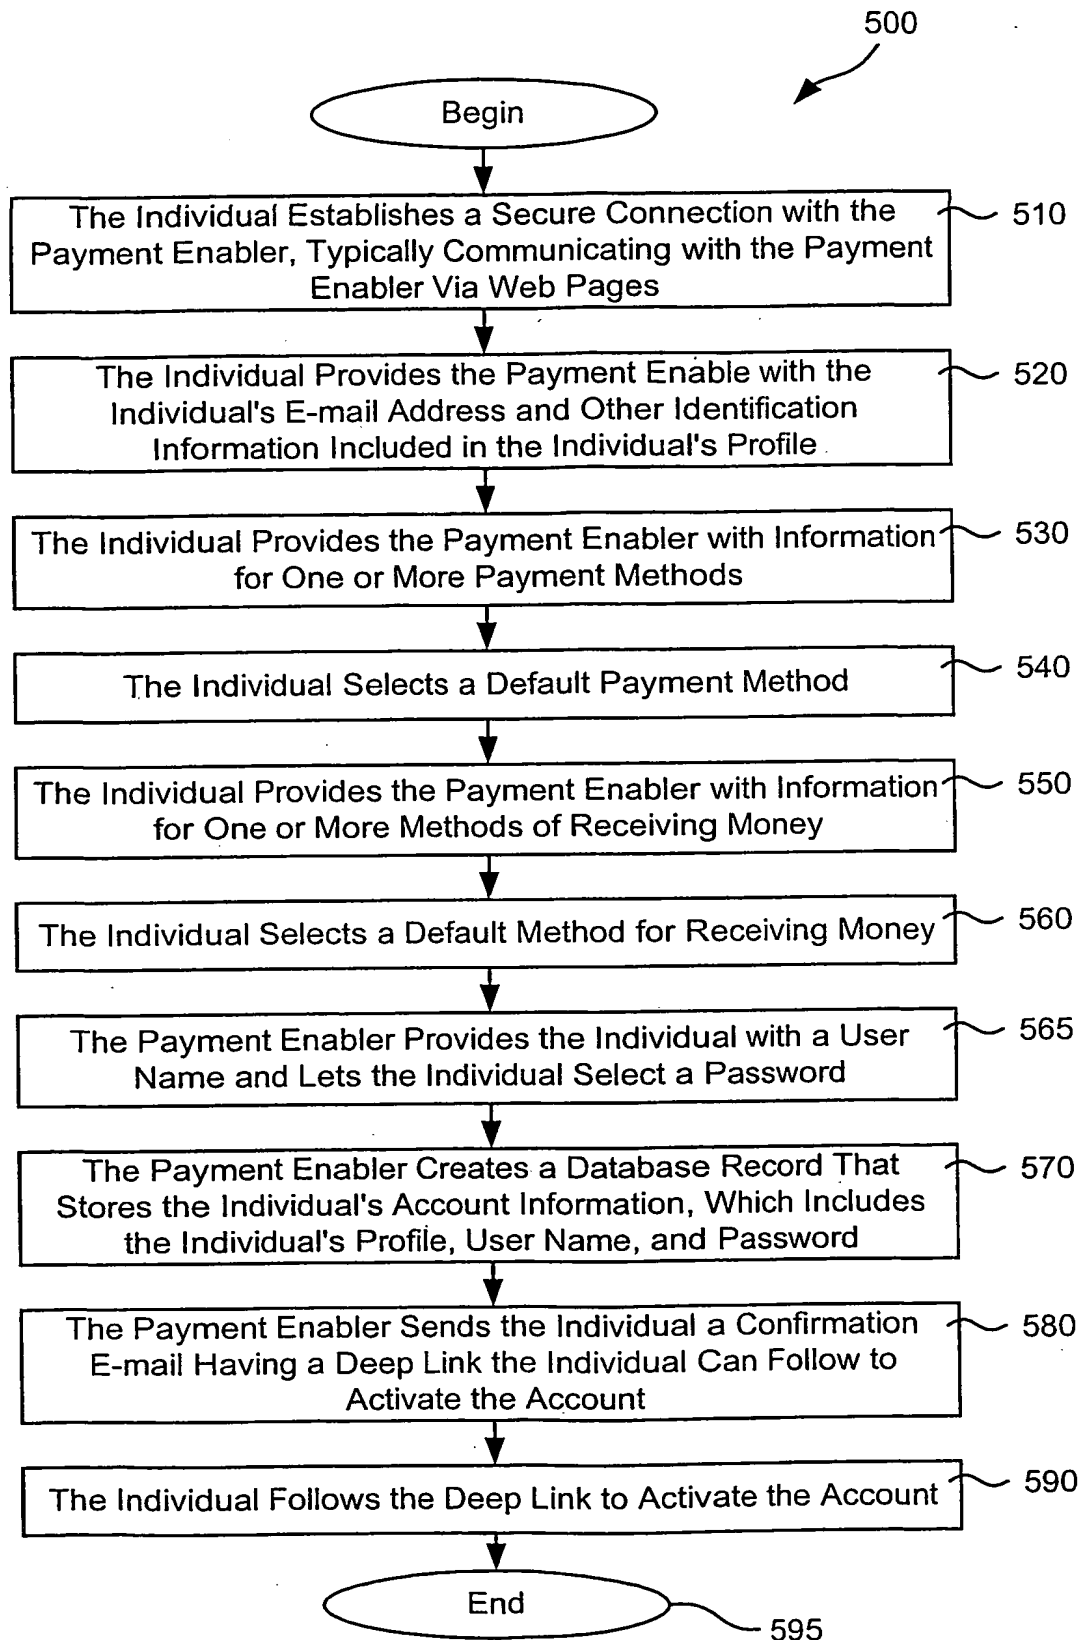 500
Begin
The Individual Establishes a Secure Connection with the
Payment Enabler, Typically Communicating with the Payment
Enabler Via Web Pages
510
The Individual Provides the Payment Enable with the
Individual's E-mail Address and Other Identification
Information Included in the Individual's Profile
520
The Individual Provides the Payment Enabler with Information
for One or More Payment Methods
530
The Individual Selects a Default Payment Method
540
The Individual Provides the Payment Enabler with Information
for One or More Methods of Receiving Money
550
The Individual Selects a Default Method for Receiving Money
560
The Payment Enabler Provides the Individual with a User
Name and Lets the Individual Select a Password
565
The Payment Enabler Creates a Database Record That
Stores the Individual's Account Information, Which Includes
the Individual's Profile, User Name, and Password
570
The Payment Enabler Sends the Individual a Confirmation
E-mail Having a Deep Link the Individual Can Follow to
Activate the Account
580
The Individual Follows the Deep Link to Activate the Account
590
End
595